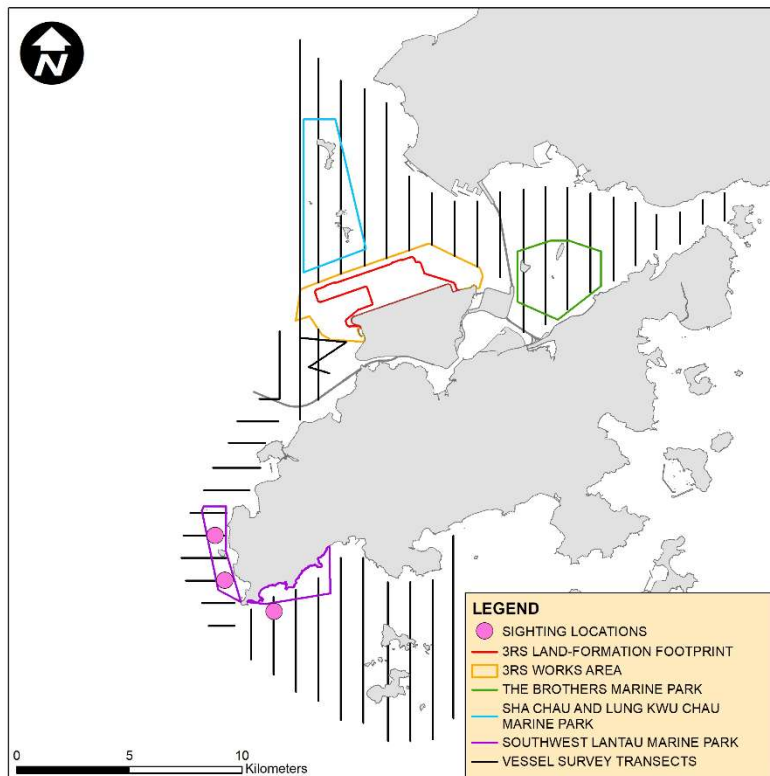 N
LEGEND
SIGHTING LOCATIONS
3RS LAND-FORMATION FOOTPRINT
3RS WORKS AREA
THE BROTHERS MARINE PARK
SHA CHAU AND LUNG KWU CHAU
MARINE PARK
SOUTHWEST LANTAU MARINE PARK
VESSEL SURVEY TRANSECTS
0 5 10
Kilometers